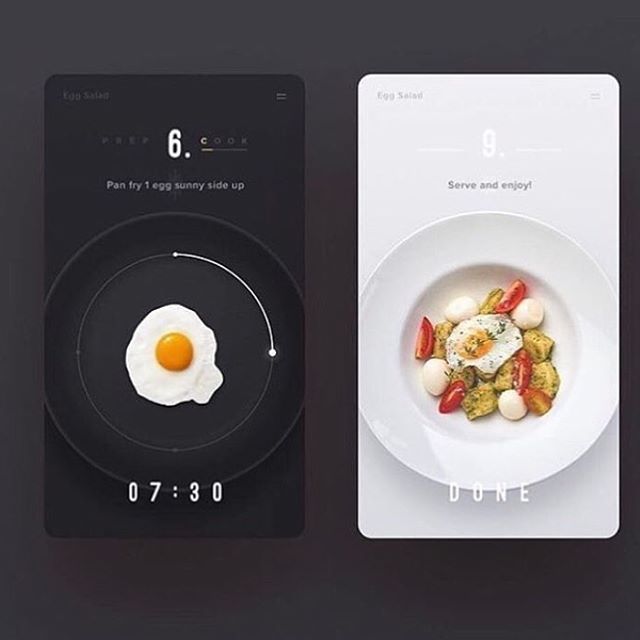 Egg Salad
PREP 6. COOK
Pan fry 1 egg sunny side up
07:30
Egg Salad
9.
Serve and enjoy!
DONE